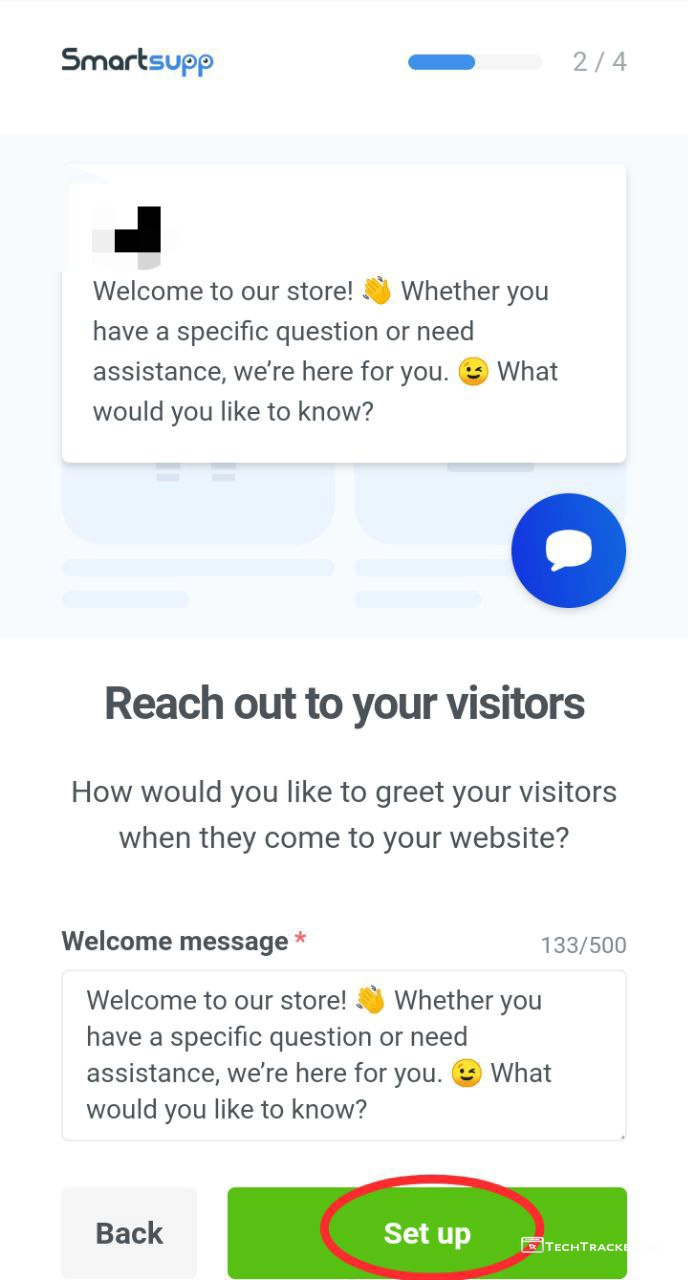 Smartsupp
2 / 4
Welcome to our store! 👋 Whether you
have a specific question or need
assistance, we’re here for you. 😉 What
would you like to know?
Reach out to your visitors
How would you like to greet your visitors
when they come to your website?
Welcome message *
133/500
Welcome to our store! 👋 Whether you
have a specific question or need
assistance, we’re here for you. 😉 What
would you like to know?
Back
Set up